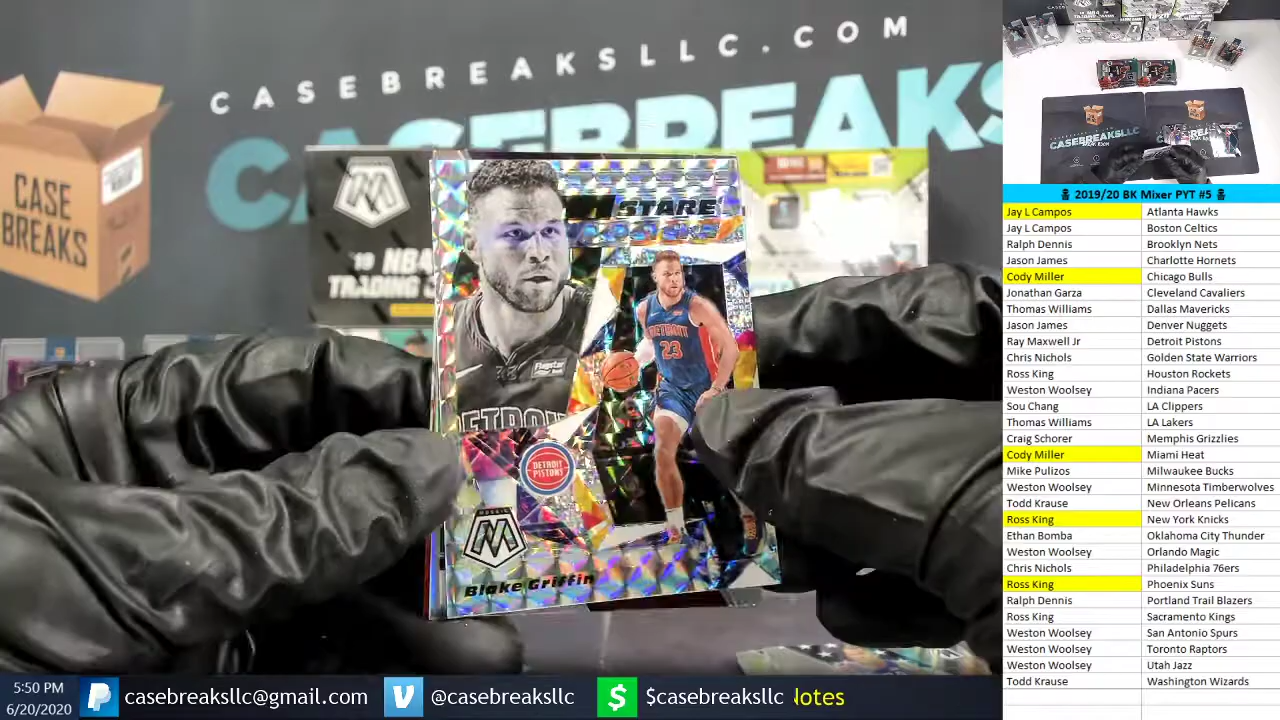 CASEBREAKSLLC.COM
CASEBREAKS
CASE
BREAKS
19 NBA
TRADING
STARE
MASTERS
DETROIT
23
Flagstar
DETROIT
DETROIT
PISTONS
MOSAIC
Blake Griffin
CASEBREAKSLLC
2019/20 BK Mixer PYT #5
Jay L Campos Atlanta Hawks
Jay L Campos Boston Celtics
Ralph Dennis Brooklyn Nets
Jason James Charlotte Hornets
Cody Miller Chicago Bulls
Jonathan Garza Cleveland Cavaliers
Thomas Williams Dallas Mavericks
Jason James Denver Nuggets
Ray Maxwell Jr Detroit Pistons
Chris Nichols Golden State Warriors
Ross King Houston Rockets
Weston Woolsey Indiana Pacers
Sou Chang LA Clippers
Thomas Williams LA Lakers
Craig Schorer Memphis Grizzlies
Cody Miller Miami Heat
Mike Pulizos Milwaukee Bucks
Weston Woolsey Minnesota Timberwolves
Todd Krause New Orleans Pelicans
Ross King New York Knicks
Ethan Bomba Oklahoma City Thunder
Weston Woolsey Orlando Magic
Chris Nichols Philadelphia 76ers
Ross King Phoenix Suns
Ralph Dennis Portland Trail Blazers
Ross King Sacramento Kings
Weston Woolsey San Antonio Spurs
Weston Woolsey Toronto Raptors
Weston Woolsey Utah Jazz
Todd Krause Washington Wizards
5:50 PM
6/20/2020
casebreaksllc@gmail.com
@casebreaksllc
$casebreaksllc
Notes